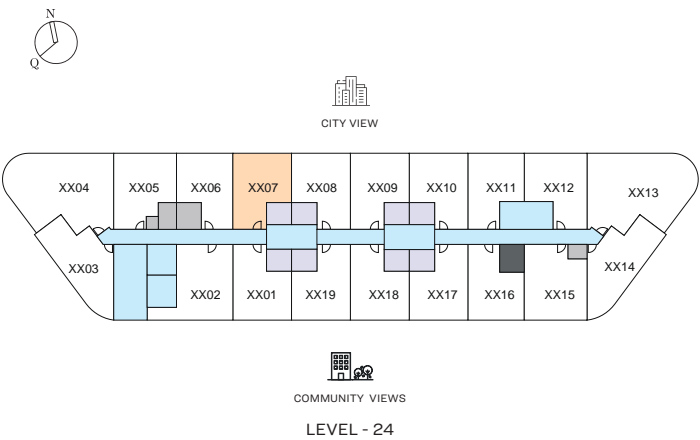 N
Q
CITY VIEW
XX04 XX05 XX06 XX07 XX08 XX09 XX10 XX11 XX12 XX13
XX03 XX14
XX02 XX01 XX19 XX18 XX17 XX16 XX15
COMMUNITY VIEWS
LEVEL - 24